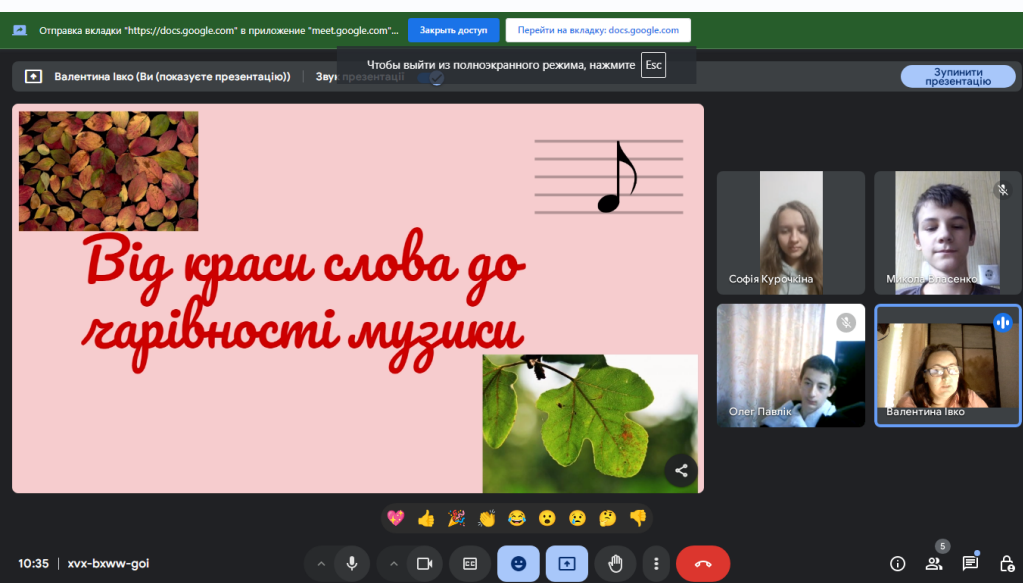 Отправка вкладки "https://docs.google.com" в приложение "meet.google.com"...
Закрыть доступ
Перейти на вкладку: docs.google.com
Чтобы выйти из полноэкранного режима, нажмите Esc
Валентина Івко (Ви (показуєте презентацію))
Звук презентації
Зупинити
презентацію
Від краси слова до
чарівності музики
Софія Курочкіна
Микола Власенко
Олег Павлік
Валентина Івко
10:35 | xvx-bxww-goi
5